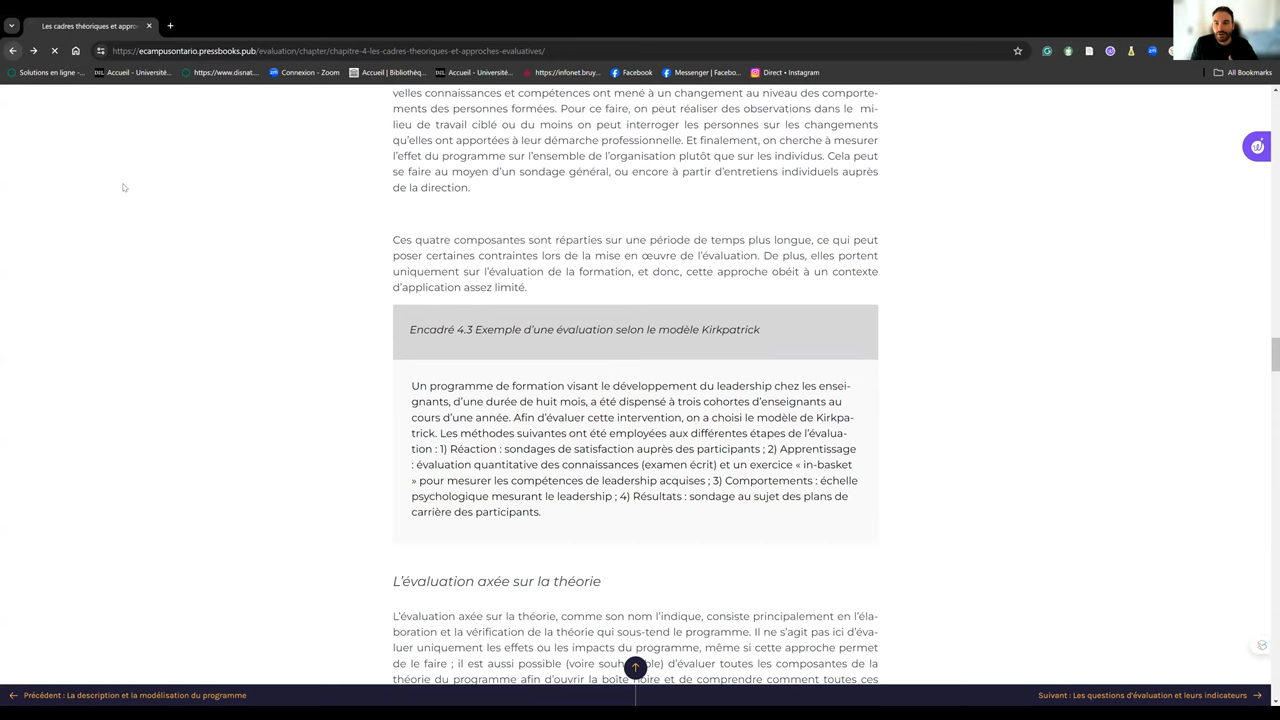 Les cadres théoriques et appro
https://ecampusontario.pressbooks.pub/evaluation/chapter/chapitre-4-les-cadres-theoriques-et-approches-evaluatives/
Solutions en ligne -... Accueil - Université... https://www.disnat... Connexion - Zoom Accueil | Bibliothèq... Accueil - Université... https://infonet.bruy... Facebook Messenger | Faceboo... Direct • Instagram All Bookmarks
velles connaissances et compétences ont mené à un changement au niveau des comporte-
ments des personnes formées. Pour ce faire, on peut réaliser des observations dans le mi-
lieu de travail ciblé ou du moins on peut interroger les personnes sur les changements
qu'elles ont apportées à leur démarche professionnelle. Et finalement, on cherche à mesurer
l'effet du programme sur l'ensemble de l'organisation plutôt que sur les individus. Cela peut
se faire au moyen d'un sondage général, ou encore à partir d'entretiens individuels auprès
de la direction.
Ces quatre composantes sont réparties sur une période de temps plus longue, ce qui peut
poser certaines contraintes lors de la mise en œuvre de l'évaluation. De plus, elles portent
uniquement sur l'évaluation de la formation, et donc, cette approche obéit à un contexte
d'application assez limité.
Encadré 4.3 Exemple d'une évaluation selon le modèle Kirkpatrick
Un programme de formation visant le développement du leadership chez les ensei-
gnants, d'une durée de huit mois, a été dispensé à trois cohortes d'enseignants au
cours d'une année. Afin d'évaluer cette intervention, on a choisi le modèle de Kirkpa-
trick. Les méthodes suivantes ont été employées aux différentes étapes de l'évalua-
tion : 1) Réaction : sondages de satisfaction auprès des participants ; 2) Apprentissage
: évaluation quantitative des connaissances (examen écrit) et un exercice « in-basket
» pour mesurer les compétences de leadership acquises ; 3) Comportements : échelle
psychologique mesurant le leadership ; 4) Résultats : sondage au sujet des plans de
carrière des participants.
L'évaluation axée sur la théorie
L'évaluation axée sur la théorie, comme son nom l'indique, consiste principalement en l'éla-
boration et la vérification de la théorie qui sous-tend le programme. Il ne s'agit pas ici d'éva-
luer uniquement les effets ou les impacts du programme, même si cette approche permet
de le faire ; il est aussi possible (voire d'évaluer toutes les composantes de la
théorie du programme afin d'ouvrir la boîte noire et de comprendre comment toutes ces
Précédent : La description et la modélisation du programme
Suivant : Les questions d'évaluation et leurs indicateurs